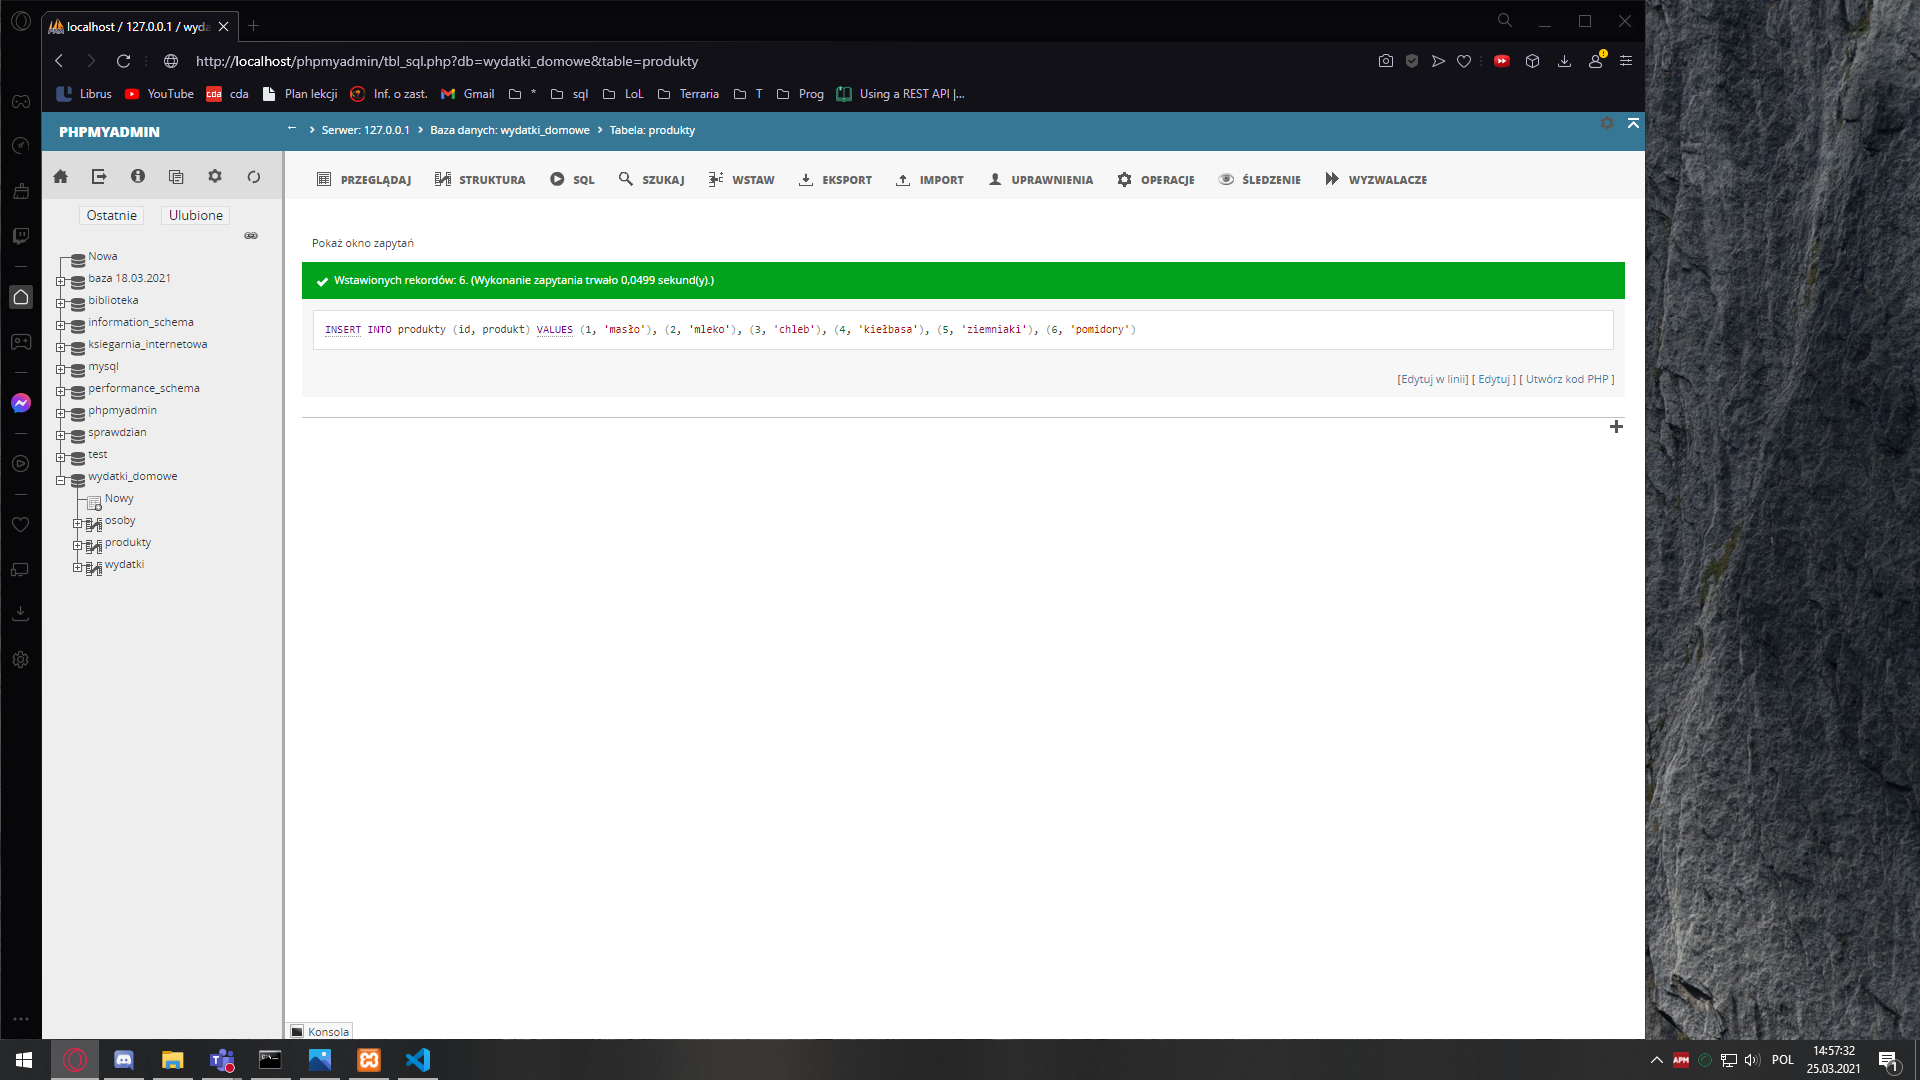 localhost / 127.0.0.1 / wyda
http://localhost/phpmyadmin/tbl_sql.php?db=wydatki_domowe&table=produkty
Librus YouTube cda cda Plan lekcji Inf. o zast. Gmail * sql LoL Terraria T Prog Using a REST API |...
PHPMYADMIN
← › Serwer: 127.0.0.1 › Baza danych: wydatki_domowe › Tabela: produkty
PRZEGLĄDAJ STRUKTURA SQL SZUKAJ WSTAW EKSPORT IMPORT UPRAWNIENIA OPERACJE ŚLEDZENIE WYZWALACZE
Ostatnie Ulubione
Nowa
baza 18.03.2021
biblioteka
information_schema
ksiegarnia_internetowa
mysql
performance_schema
phpmyadmin
sprawdzian
test
wydatki_domowe
Nowy
osoby
produkty
wydatki
Pokaż okno zapytań
Wstawionych rekordów: 6. (Wykonanie zapytania trwało 0,0499 sekund(y).)
INSERT INTO produkty (id, produkt) VALUES (1, 'masło'), (2, 'mleko'), (3, 'chleb'), (4, 'kiełbasa'), (5, 'ziemniaki'), (6, 'pomidory')
[Edytuj w linii] [ Edytuj ] [ Utwórz kod PHP ]
Konsola
APM POL 14:57:32
25.03.2021
1